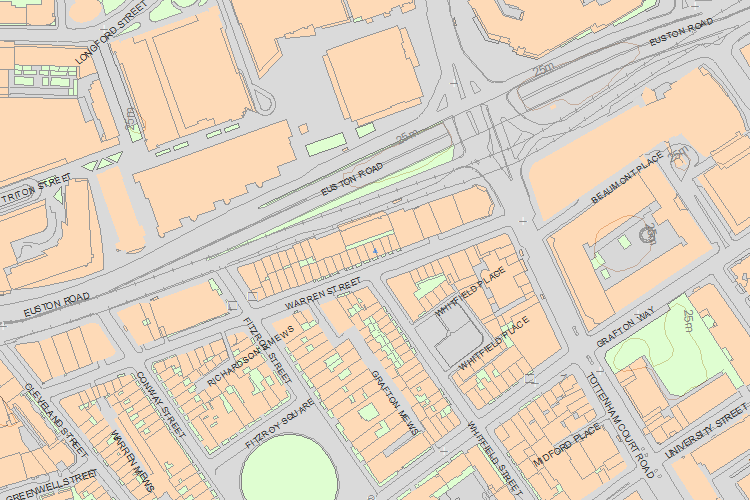 LONGFORD STREET
EUSTON ROAD
25m
25m
25m
25m
BEAUMONT PLACE
TRITON STREET
EUSTON ROAD
WHITFIELD PLACE
WARREN STREET
EUSTON ROAD
GRAFTON WAY
25m
FITZROY STREET
RICHARDSON'S MEWS
WHITFIELD PLACE
CLEVELAND STREET
CONWAY STREET
GRAFTON MEWS
TOTTENHAM COURT ROAD
FITZROY SQUARE
UNIVERSITY STREET
WARREN MEWS
WHITFIELD STREET
MIDFORD PLACE
GREENWELL STREET